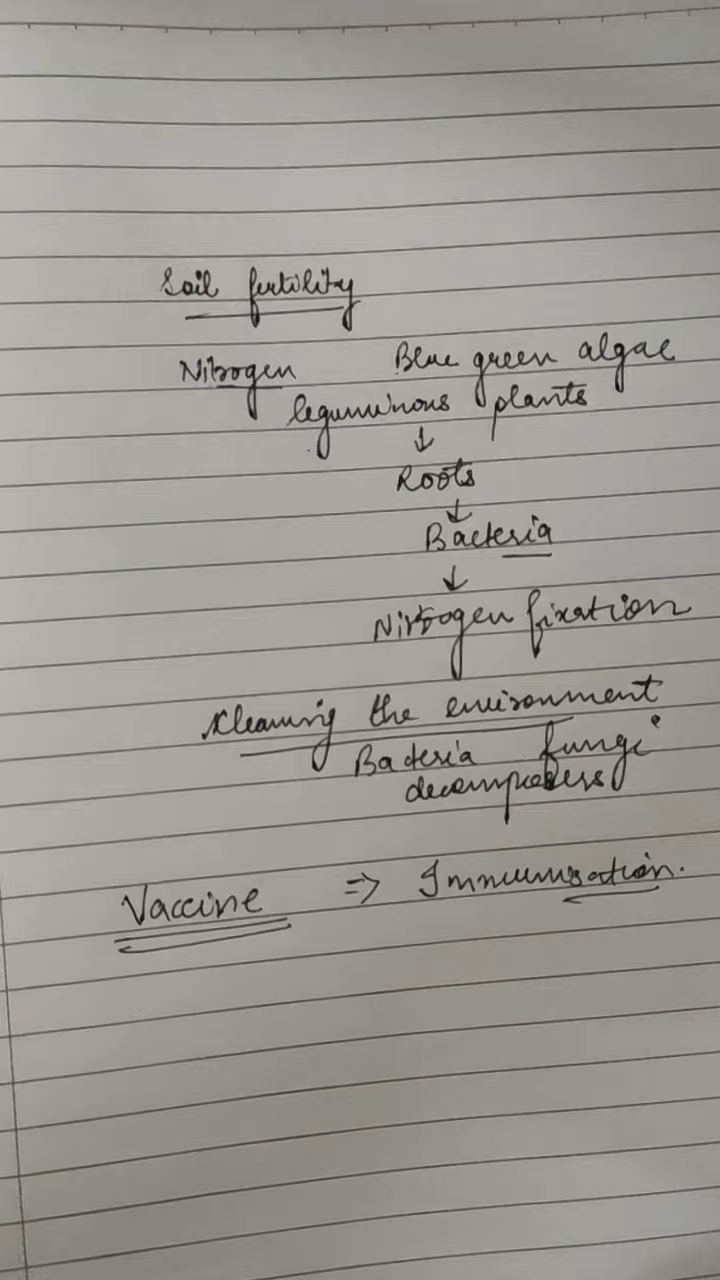 Soil fertility
Nitrogen Blue green algae
leguminous plants
↓
Roots
↓
Bacteria
↓
Nitrogen fixation
Cleaning the environment
Bacteria fungi
decomposers
Vaccine ⇒ Immunisation.